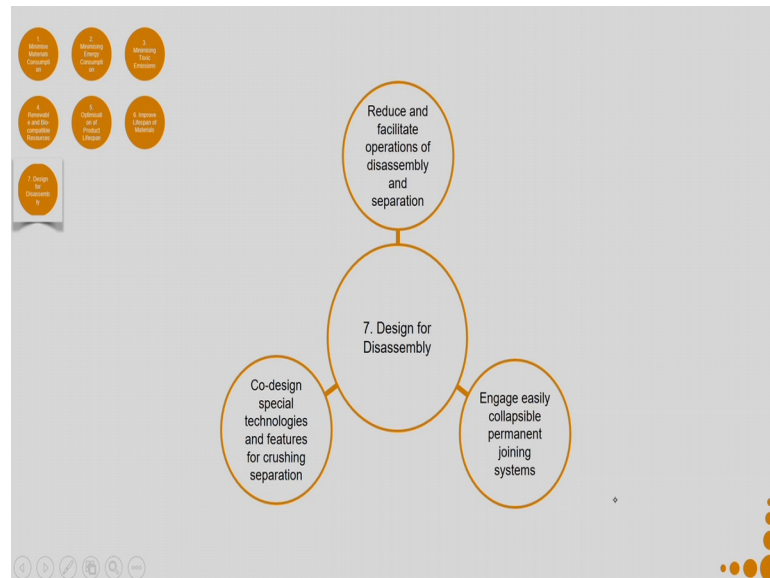 1.
Minimise
Materials
Consumpti
on
2.
Minimising
Energy
Consumpti
on
3.
Minimising
Toxic
Emissions
4.
Renewabl
e and Bio-
compatible
Resources
5.
Optimisati
on of
Product
Lifespan
6. Improve
Lifespan of
Materials
7. Design
for
Disassemb
ly
Reduce and
facilitate
operations of
disassembly
and
separation
7. Design for
Disassembly
Co-design
special
technologies
and features
for crushing
separation
Engage easily
collapsible
permanent
joining
systems